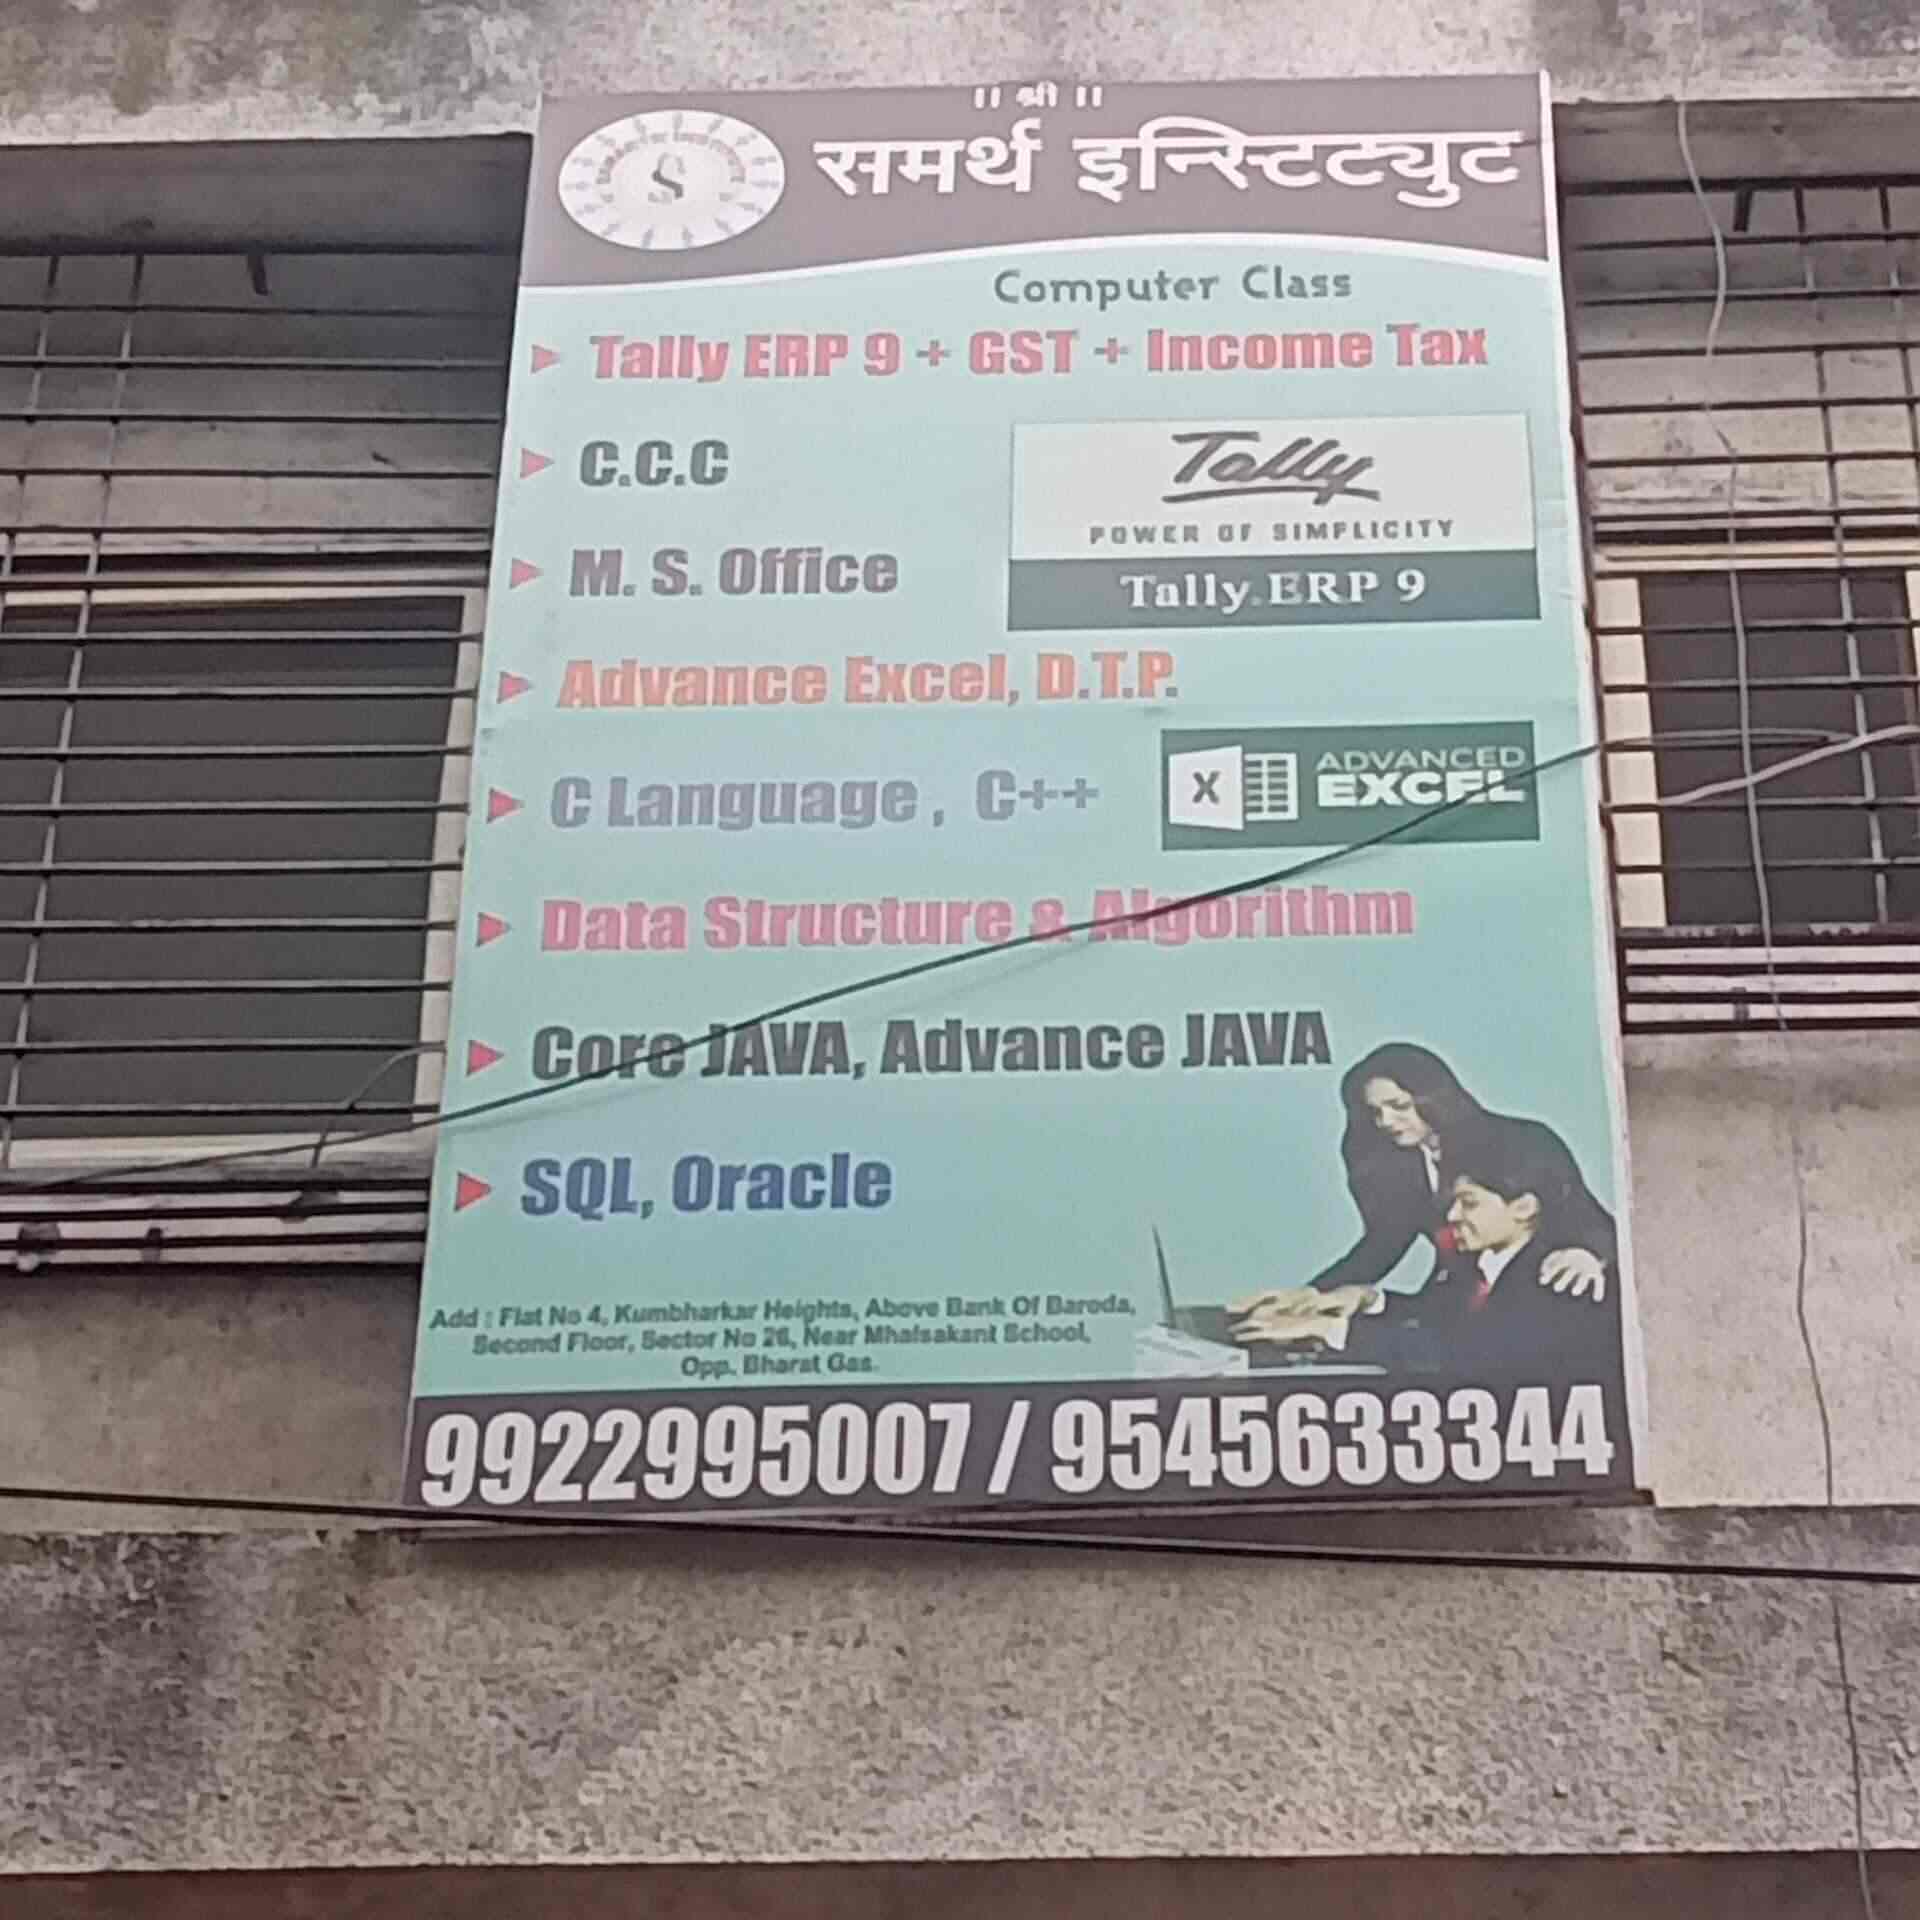 || श्री ||
समर्थ इन्स्टिट्युट
S
Computer Class
Tally ERP 9 + GST + Income Tax
C.C.C
Tally
POWER OF SIMPLICITY
Tally.ERP 9
M. S. Office
Advance Excel, D.T.P.
C Language , C++
X ADVANCED
EXCEL
Data Structure & Algorithm
Core JAVA, Advance JAVA
SQL, Oracle
Add : Flat No 4, Kumbharkar Heights, Above Bank Of Baroda,
Second Floor, Sector No 26, Near Mhalsakant School,
Opp. Bharat Gas.
9922995007 / 9545633344